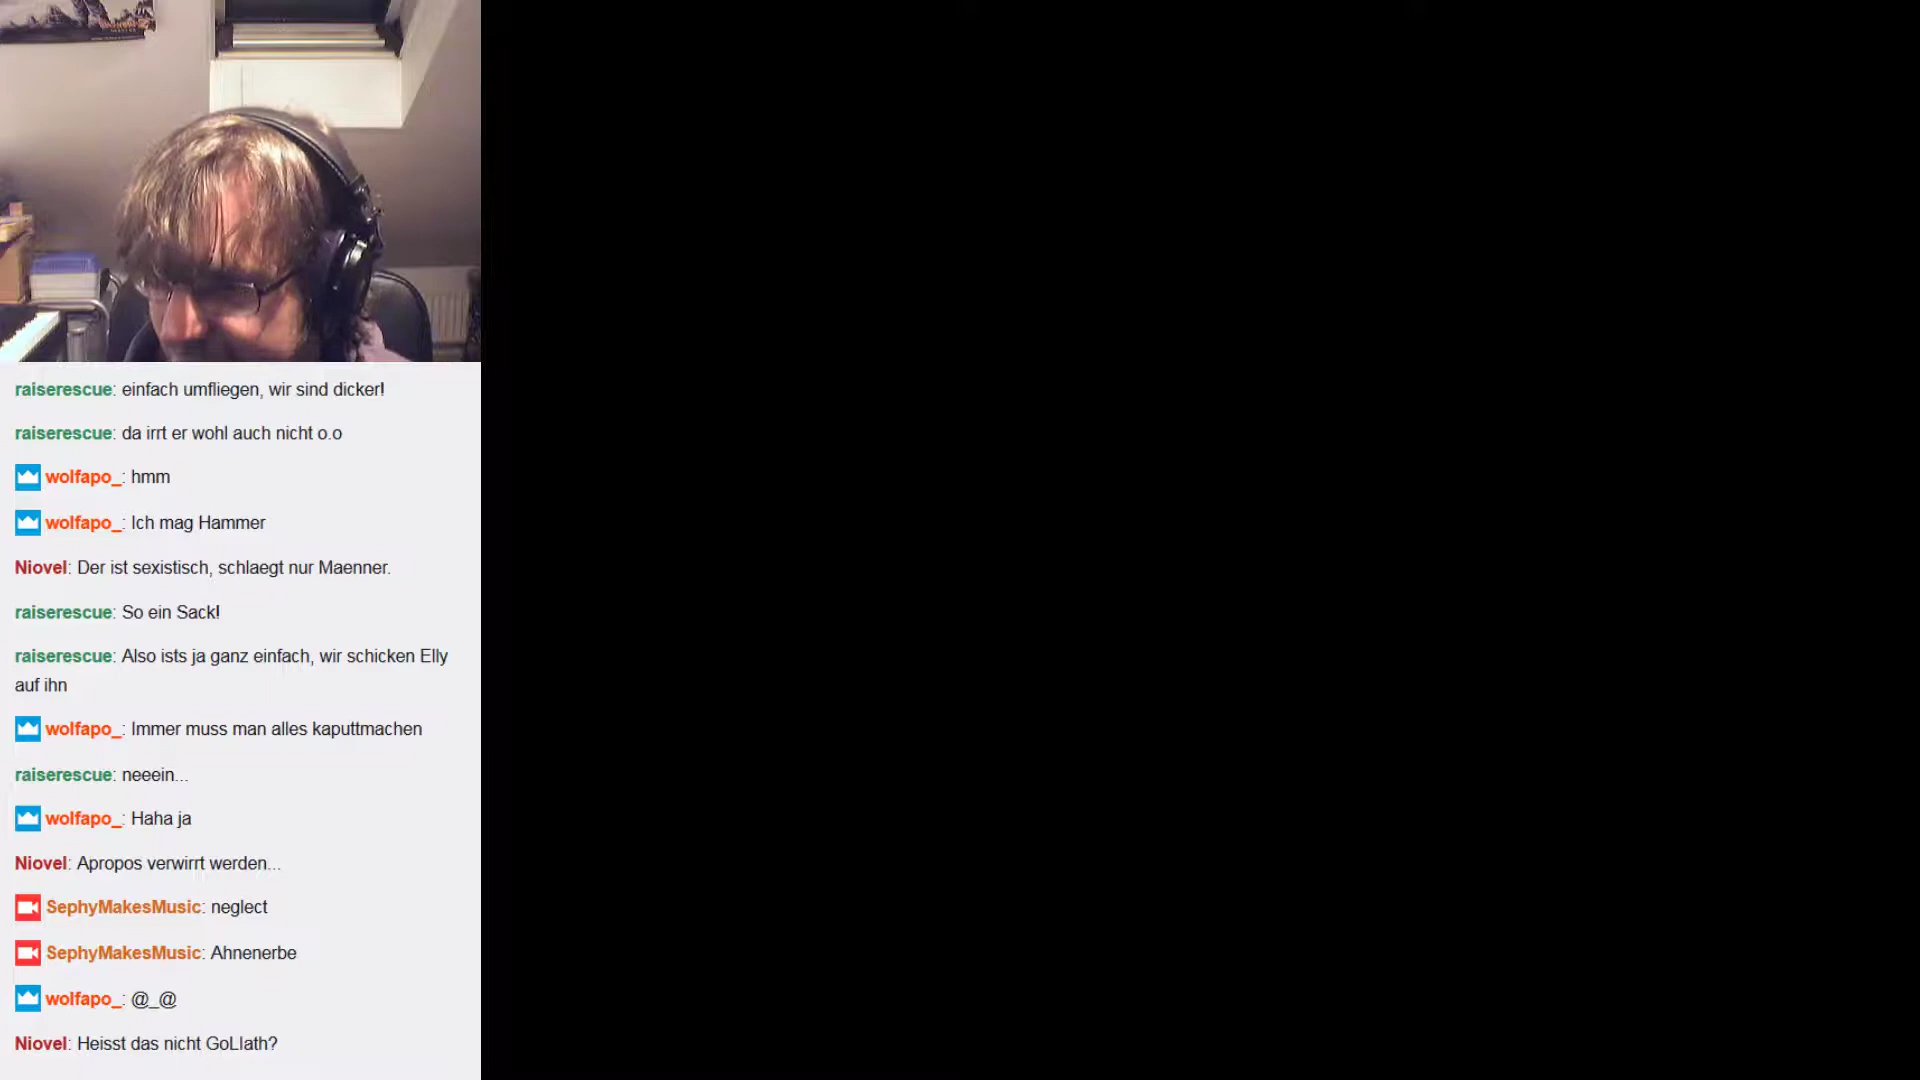 raiserescue: einfach umfliegen, wir sind dicker!
raiserescue: da irrt er wohl auch nicht o.o
wolfapo_: hmm
wolfapo_: Ich mag Hammer
Niovel: Der ist sexistisch, schlaegt nur Maenner.
raiserescue: So ein Sack!
raiserescue: Also ists ja ganz einfach, wir schicken Elly
auf ihn
wolfapo_: Immer muss man alles kaputtmachen
raiserescue: neeein...
wolfapo_: Haha ja
Niovel: Apropos verwirrt werden...
SephyMakesMusic: neglect
SephyMakesMusic: Ahnenerbe
wolfapo_: @_@
Niovel: Heisst das nicht GoLIath?